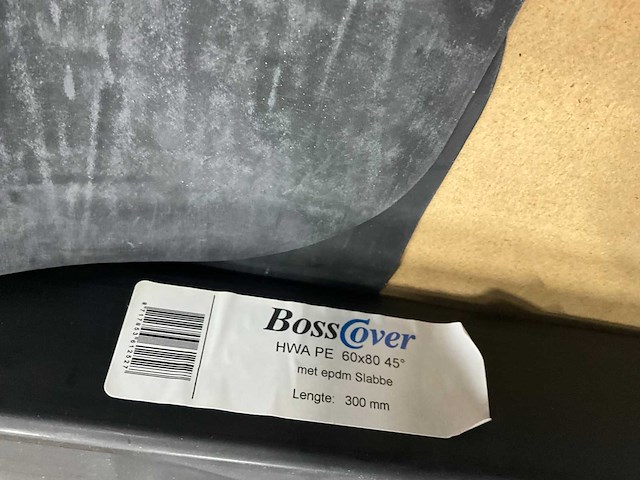 BossCover
HWA PE 60x80 45°
met epdm Slabbe
Lengte: 300 mm